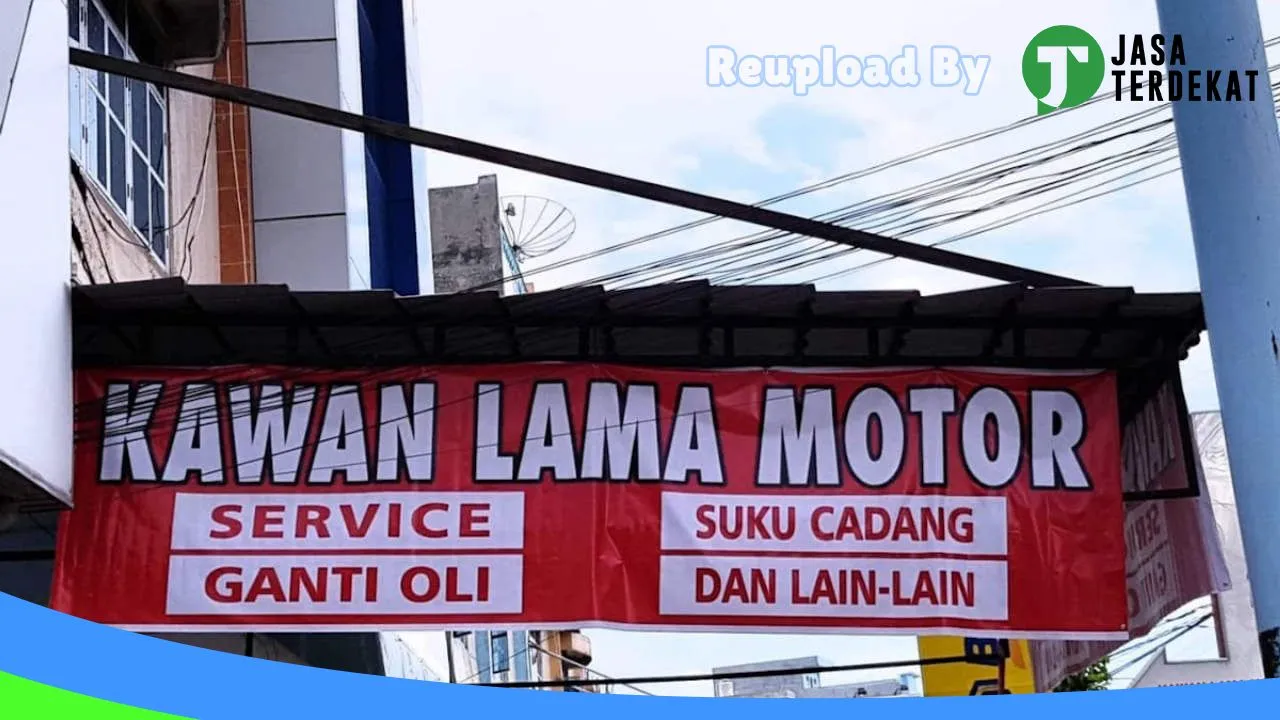 Reupload By
JASA
TERDEKAT
KAWAN LAMA MOTOR
SERVICE
GANTI OLI
SUKU CADANG
DAN LAIN-LAIN